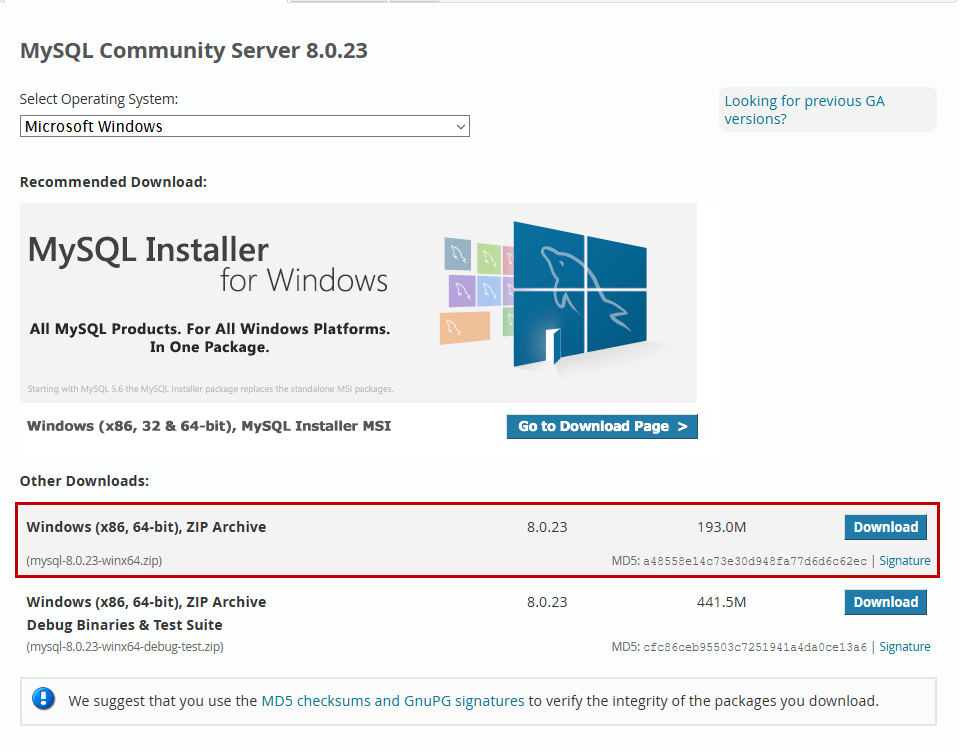 MySQL Community Server 8.0.23
Select Operating System:
Looking for previous GA
versions?
Microsoft Windows
Recommended Download:
MySQL Installer
for Windows
All MySQL Products. For All Windows Platforms.
In One Package.
Starting with MySQL 5.6 the MySQL Installer package replaces the standalone MSI packages.
Windows (x86, 32 & 64-bit), MySQL Installer MSI Go to Download Page >
Other Downloads:
Windows (x86, 64-bit), ZIP Archive 8.0.23 193.0M Download
(mysql-8.0.23-winx64.zip) MD5: a48558e14c73e30d948fa77d6d6c62ec | Signature
Windows (x86, 64-bit), ZIP Archive 8.0.23 441.5M Download
Debug Binaries & Test Suite
(mysql-8.0.23-winx64-debug-test.zip) MD5: cfc86ceb95503c7251941a4da0ce13a6 | Signature
We suggest that you use the MD5 checksums and GnuPG signatures to verify the integrity of the packages you download.